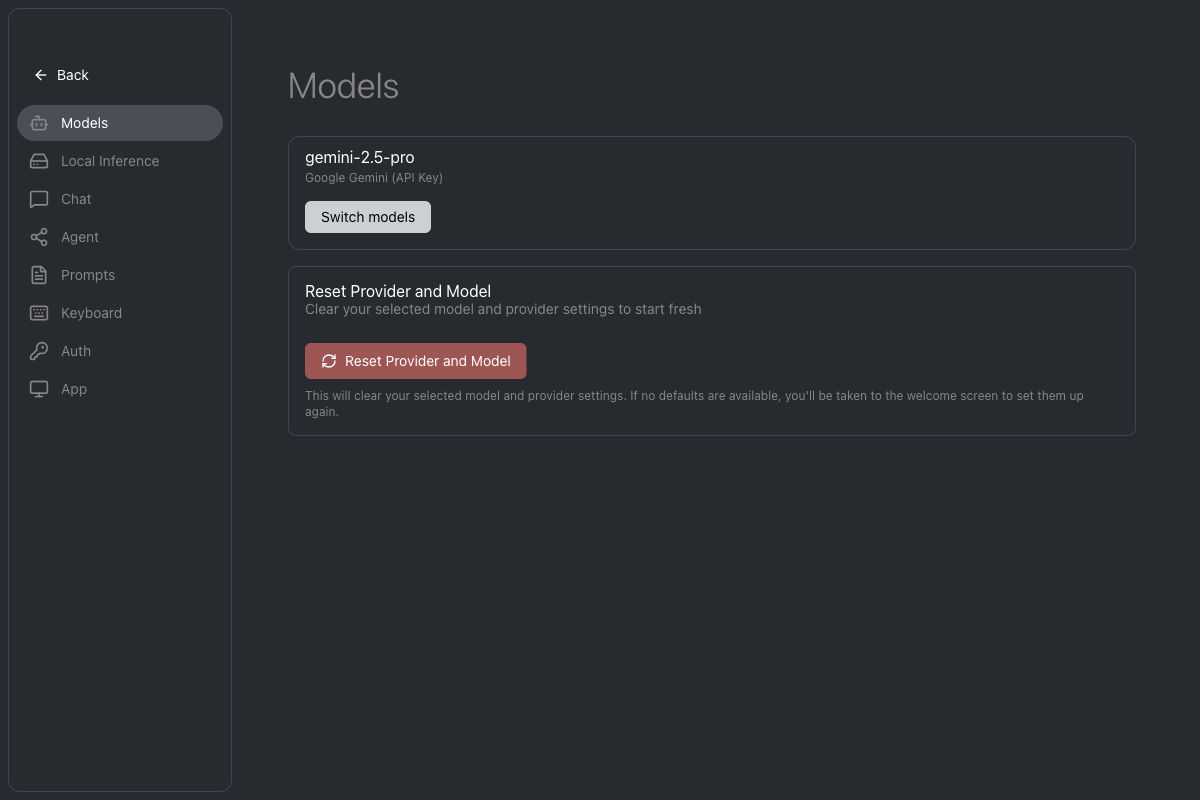 Back
Models
Local Inference
Chat
Agent
Prompts
Keyboard
Auth
App
Models
gemini-2.5-pro
Google Gemini (API Key)
Switch models
Reset Provider and Model
Clear your selected model and provider settings to start fresh
Reset Provider and Model
This will clear your selected model and provider settings. If no defaults are available, you'll be taken to the welcome screen to set them up
again.